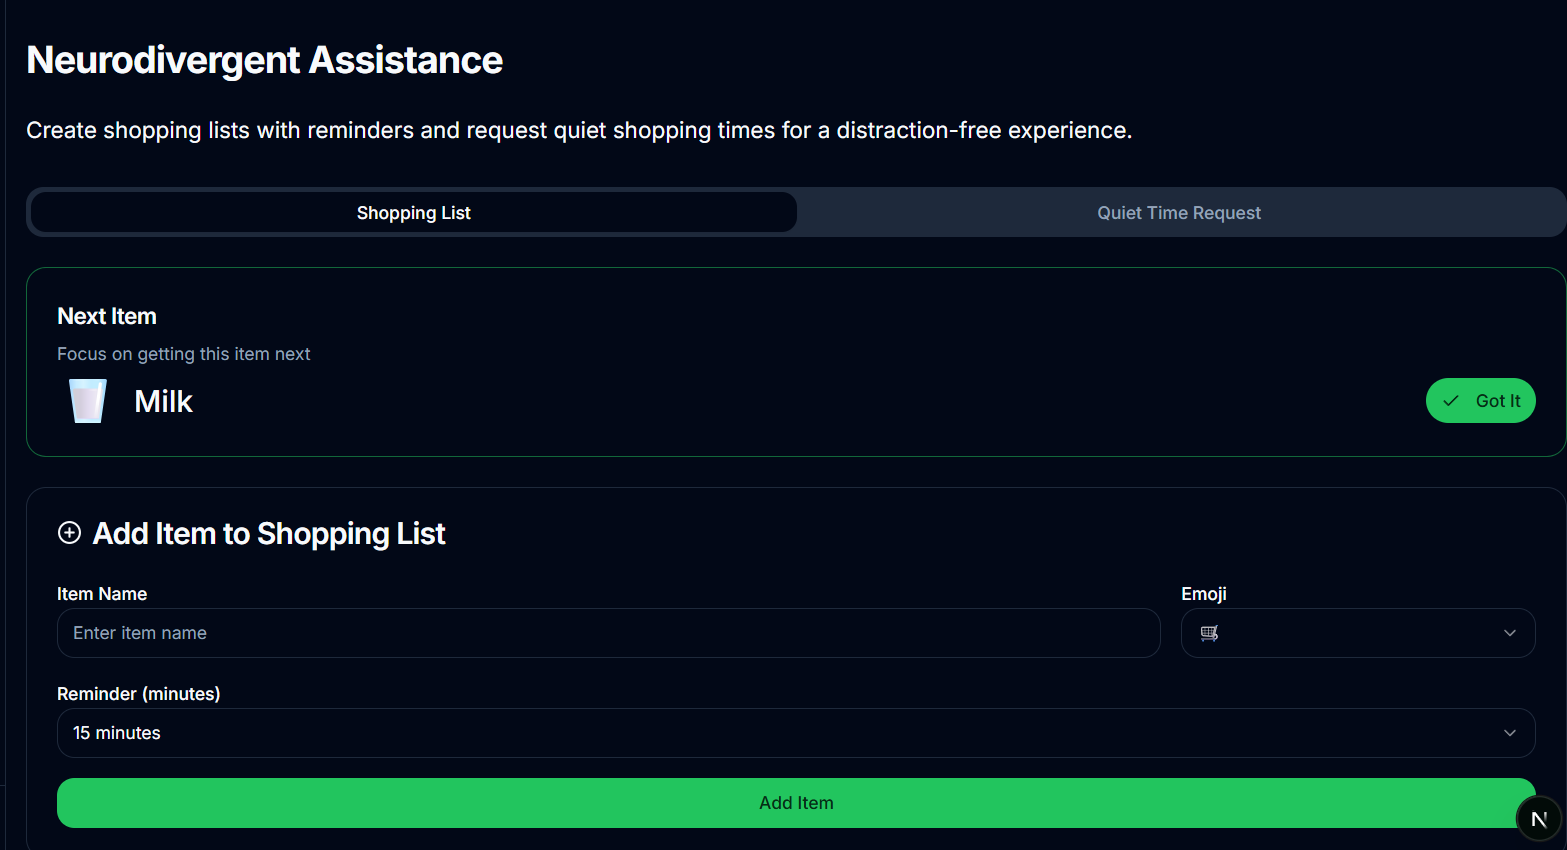 Neurodivergent Assistance
Create shopping lists with reminders and request quiet shopping times for a distraction-free experience.
Shopping List
Quiet Time Request
Next Item
Focus on getting this item next
Milk
Got It
Add Item to Shopping List
Item Name
Emoji
Enter item name
Reminder (minutes)
15 minutes
Add Item
N